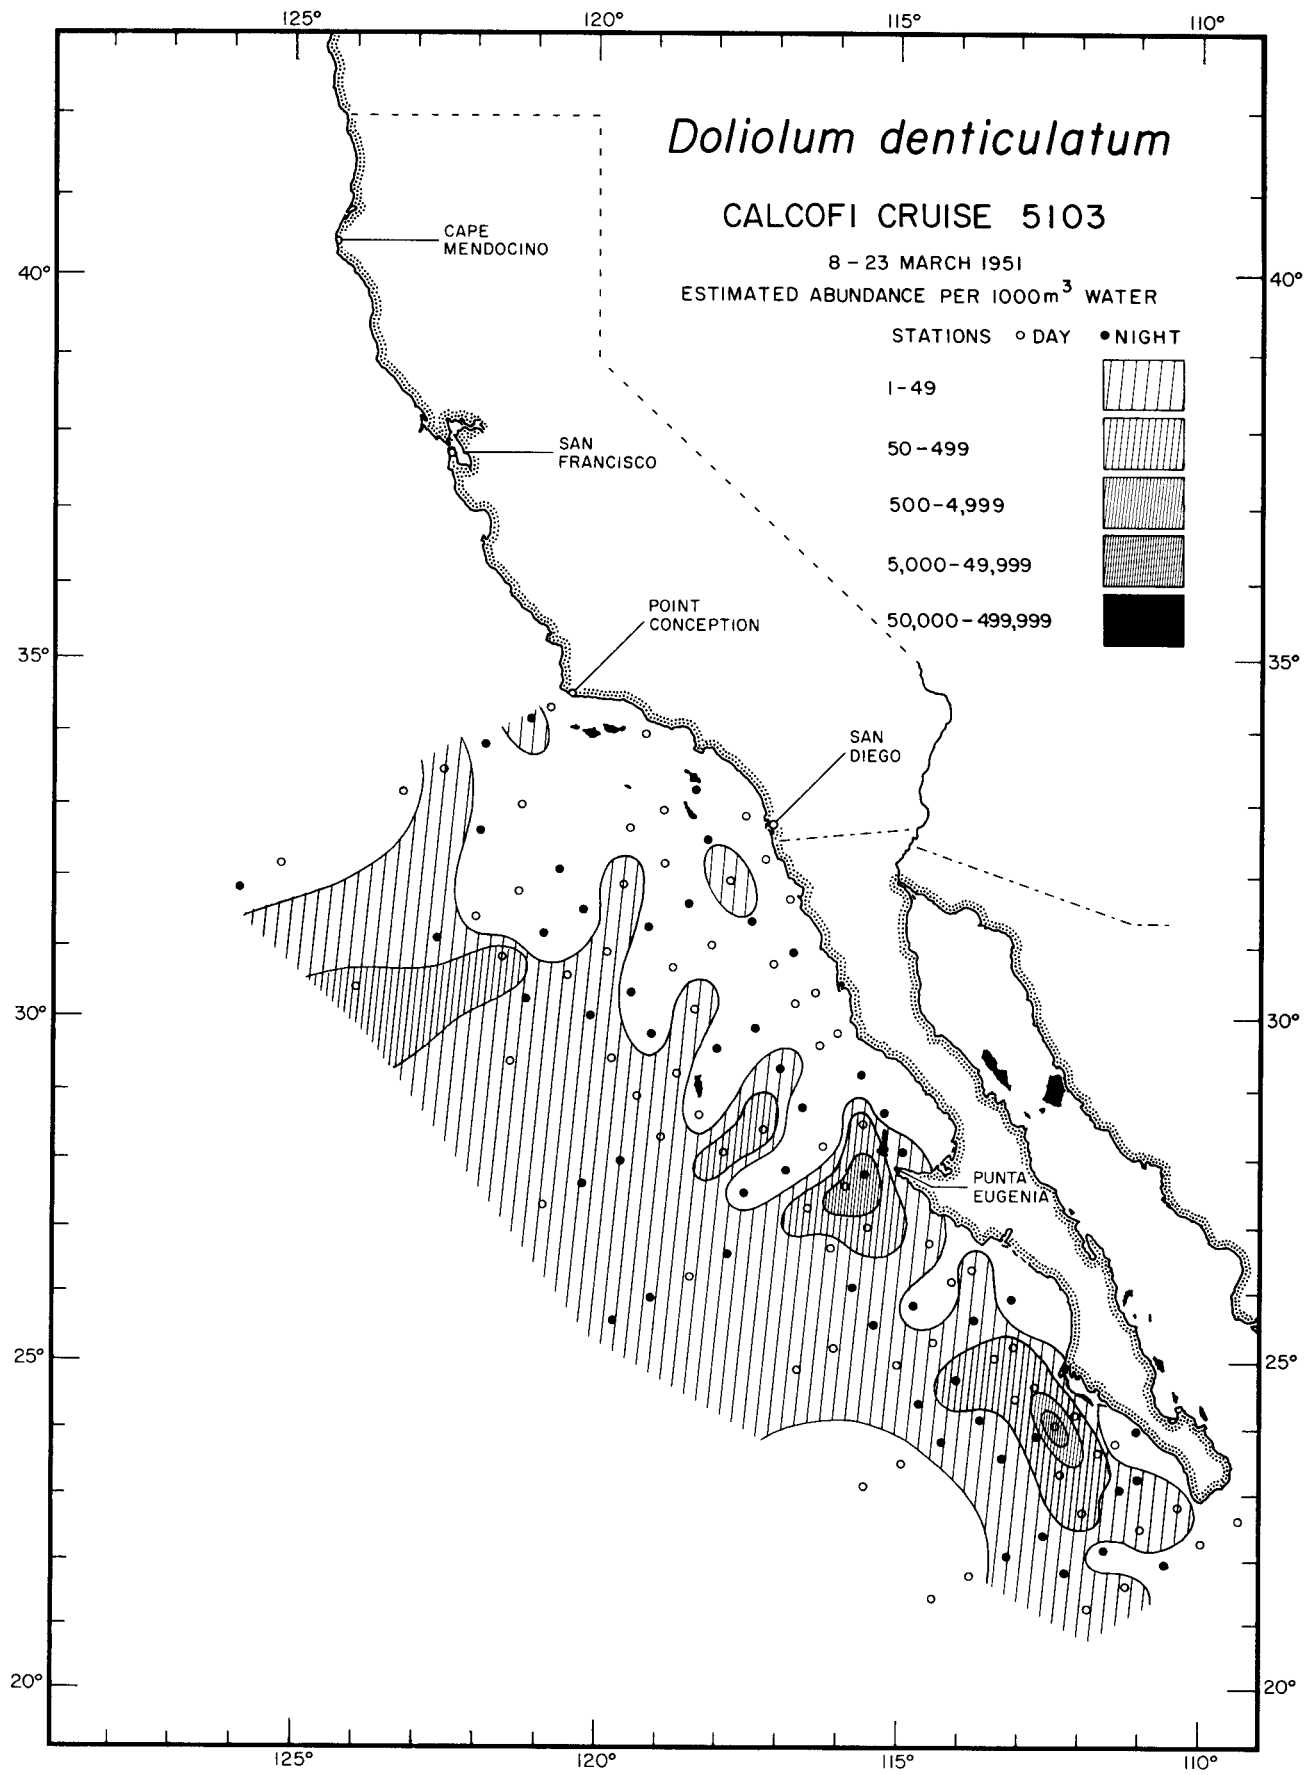 125° 120° 115° 110°
Doliolum denticulatum
CALCOFI CRUISE 5103
8-23 MARCH 1951
ESTIMATED ABUNDANCE PER 1000m³ WATER
STATIONS ○ DAY ● NIGHT
1-49
50-499
500-4,999
5,000-49,999
50,000-499,999
CAPE
MENDOCINO
40° 40°
SAN
FRANCISCO
POINT
CONCEPTION
35° 35°
SAN
DIEGO
30° 30°
PUNTA
EUGENIA
25° 25°
20° 20°
125° 120° 115° 110°